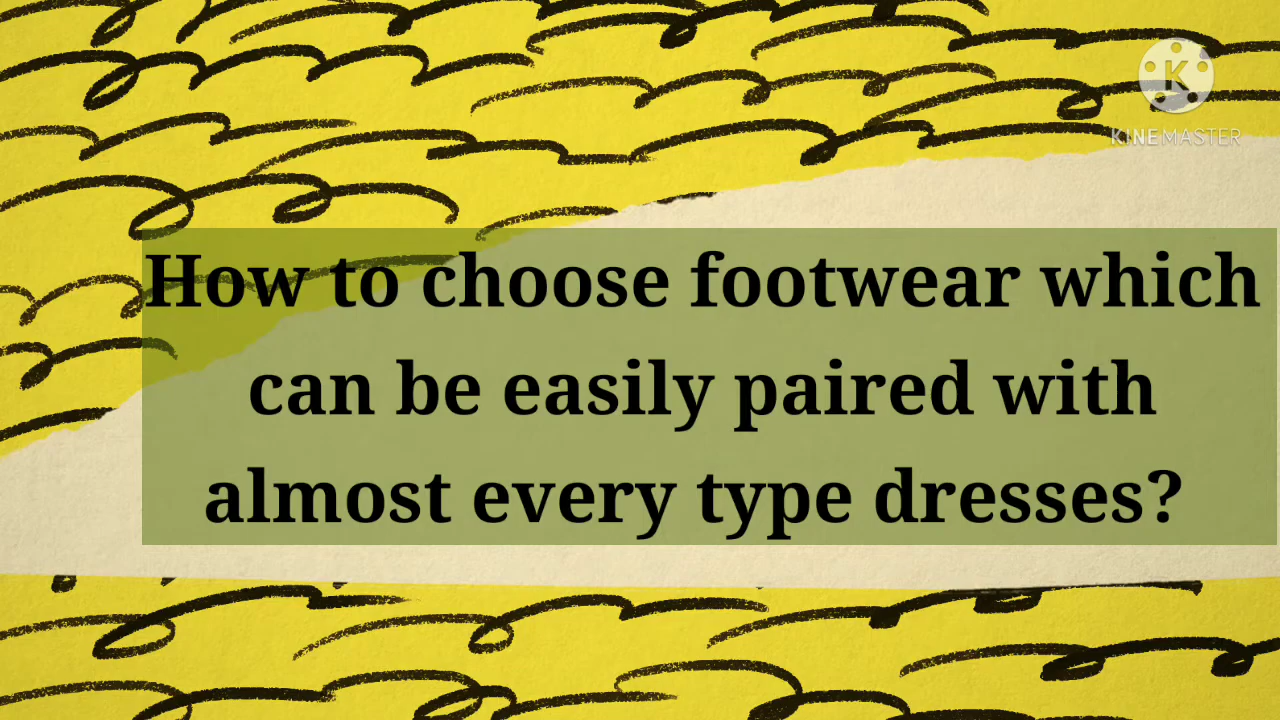 K
KINEMASTER
How to choose footwear which
can be easily paired with
almost every type dresses?